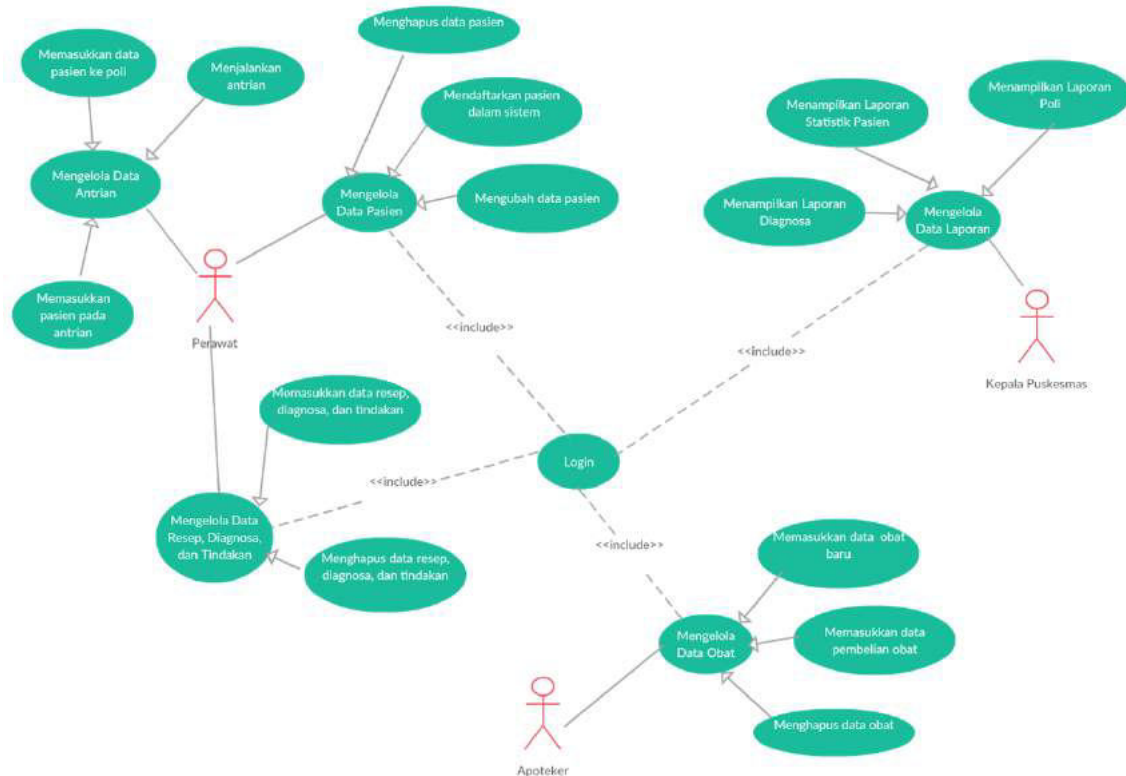 Menghapus data pasien
Memasukkan data
pasien ke poli
Menjalankan
antrian
Mengelola Data
Antrian
Memasukkan
pasien pada
antrian
Mendaftarkan pasien
dalam sistem
Mengelola
Data Pasien
Mengubah data pasien
Perawat
Menampilkan Laporan
Statistik Pasien
Menampilkan Laporan
Poli
Menampilkan Laporan
Diagnosa
Mengelola
Data Laporan
Kepala Puskesmas
<<include>>
<<include>>
Memasukkan data resep,
diagnosa, dan tindakan
Login
<<include>>
Mengelola Data
Resep, Diagnosa,
dan Tindakan
Menghapus data resep,
diagnosa, dan tindakan
<<include>>
Memasukkan data obat
baru
Mengelola
Data Obat
Memasukkan data
pembelian obat
Menghapus data obat
Apoteker